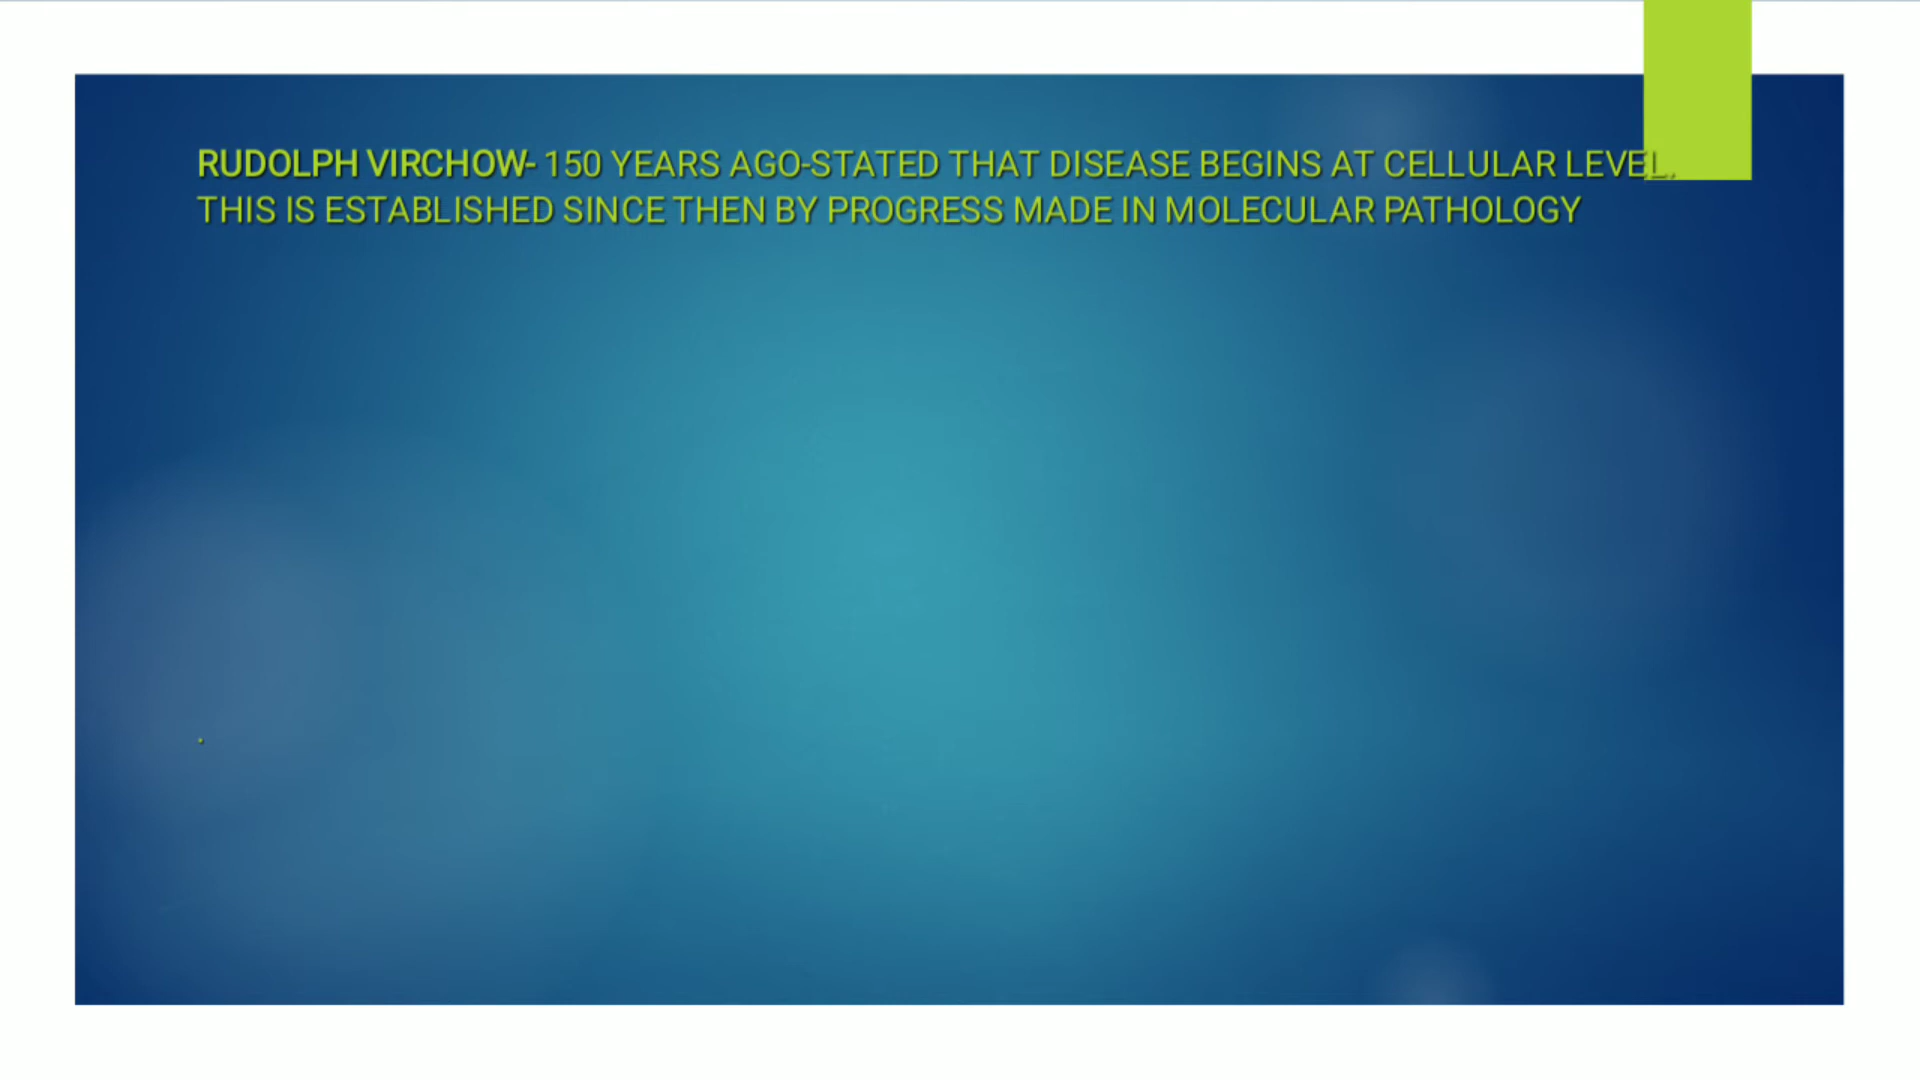 RUDOLPH VIRCHOW- 150 YEARS AGO-STATED THAT DISEASE BEGINS AT CELLULAR LEVEL.
THIS IS ESTABLISHED SINCE THEN BY PROGRESS MADE IN MOLECULAR PATHOLOGY
.